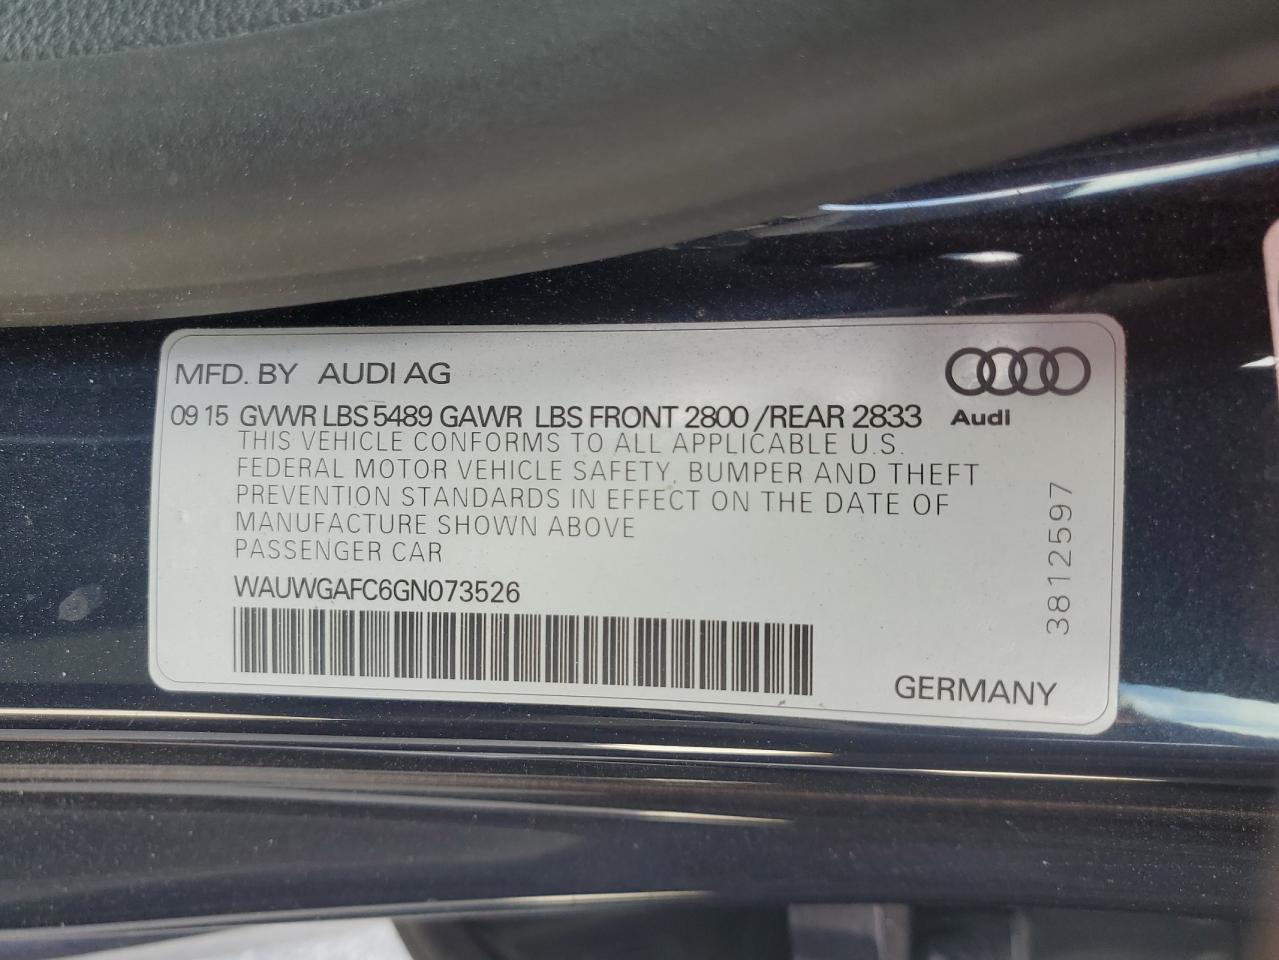 MFD. BY AUDI AG
09 15 GVWR LBS 5489 GAWR LBS FRONT 2800 /REAR 2833
Audi
THIS VEHICLE CONFORMS TO ALL APPLICABLE U.S.
FEDERAL MOTOR VEHICLE SAFETY, BUMPER AND THEFT
PREVENTION STANDARDS IN EFFECT ON THE DATE OF
MANUFACTURE SHOWN ABOVE
PASSENGER CAR
WAUWGAFC6GN073526
3812597
GERMANY